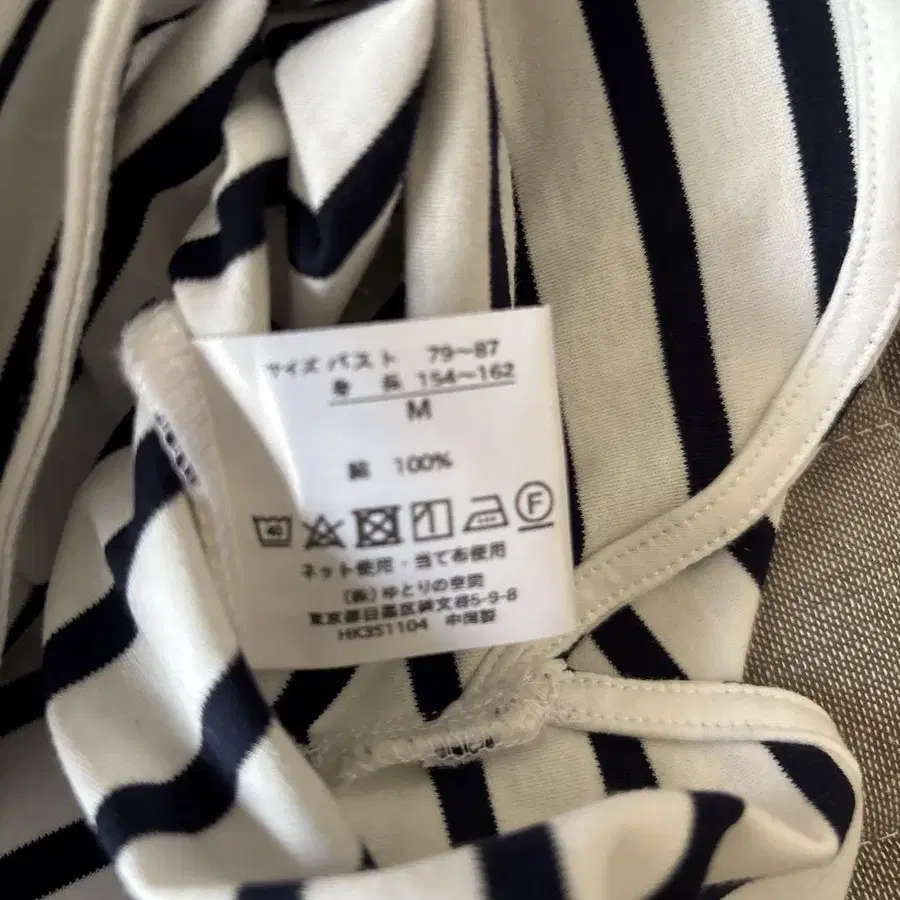 サイズ バスト 79～87
身 長 154～162
M
綿 100%
40 F
ネット使用・当て布使用
(株) ゆとりの空間
東京都目黒区碑文谷5-9-8
HK3S1104 中国製